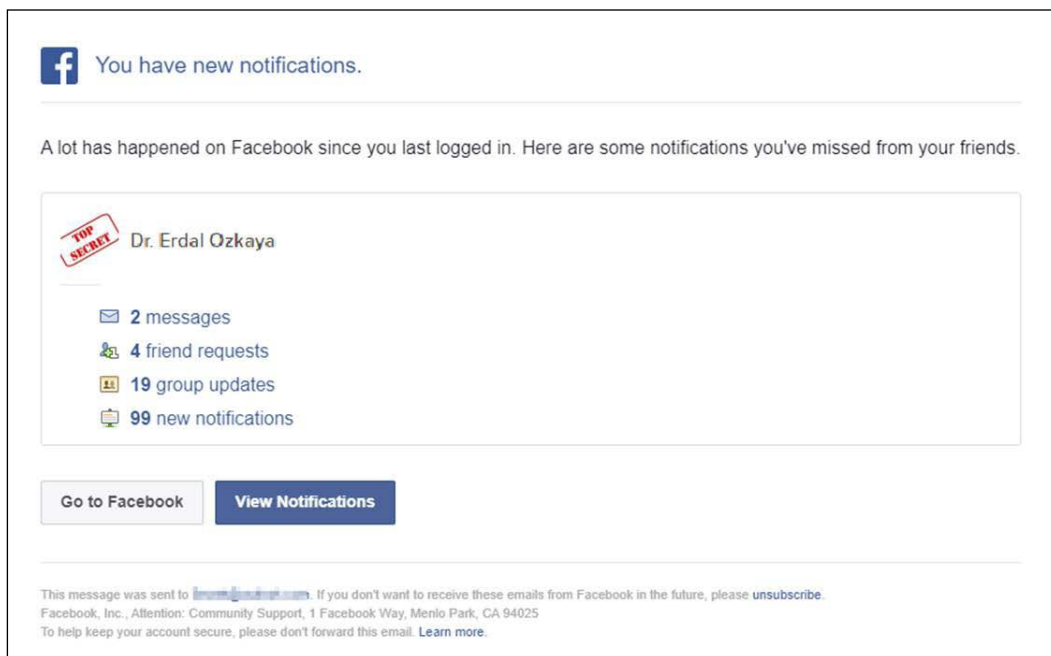 f You have new notifications.
A lot has happened on Facebook since you last logged in. Here are some notifications you've missed from your friends.
TOP SECRET
Dr. Erdal Ozkaya
2 messages
4 friend requests
19 group updates
99 new notifications
Go to Facebook View Notifications
This message was sent to . If you don't want to receive these emails from Facebook in the future, please unsubscribe.
Facebook, Inc., Attention: Community Support, 1 Facebook Way, Menlo Park, CA 94025
To help keep your account secure, please don't forward this email. Learn more.